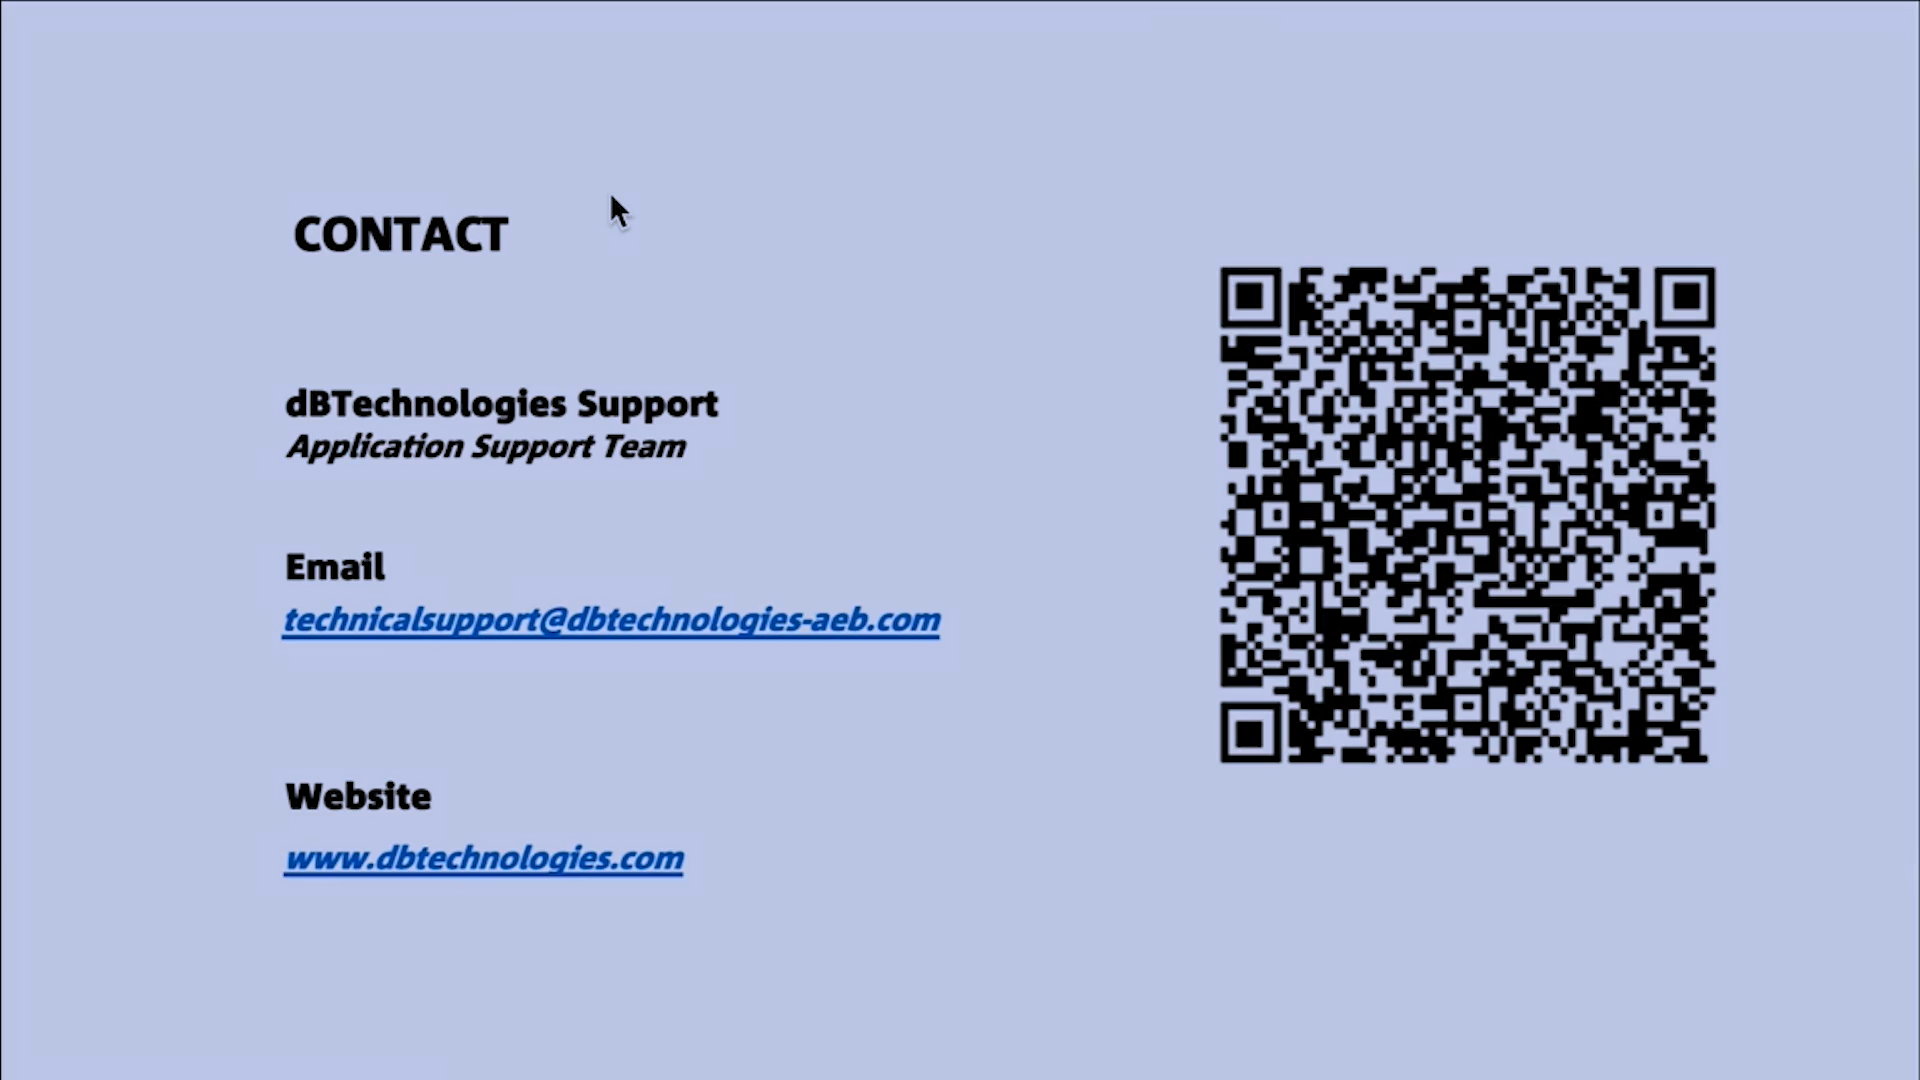 CONTACT
dBTechnologies Support
Application Support Team
Email
technicalsupport@dbtechnologies-aeb.com
Website
www.dbtechnologies.com